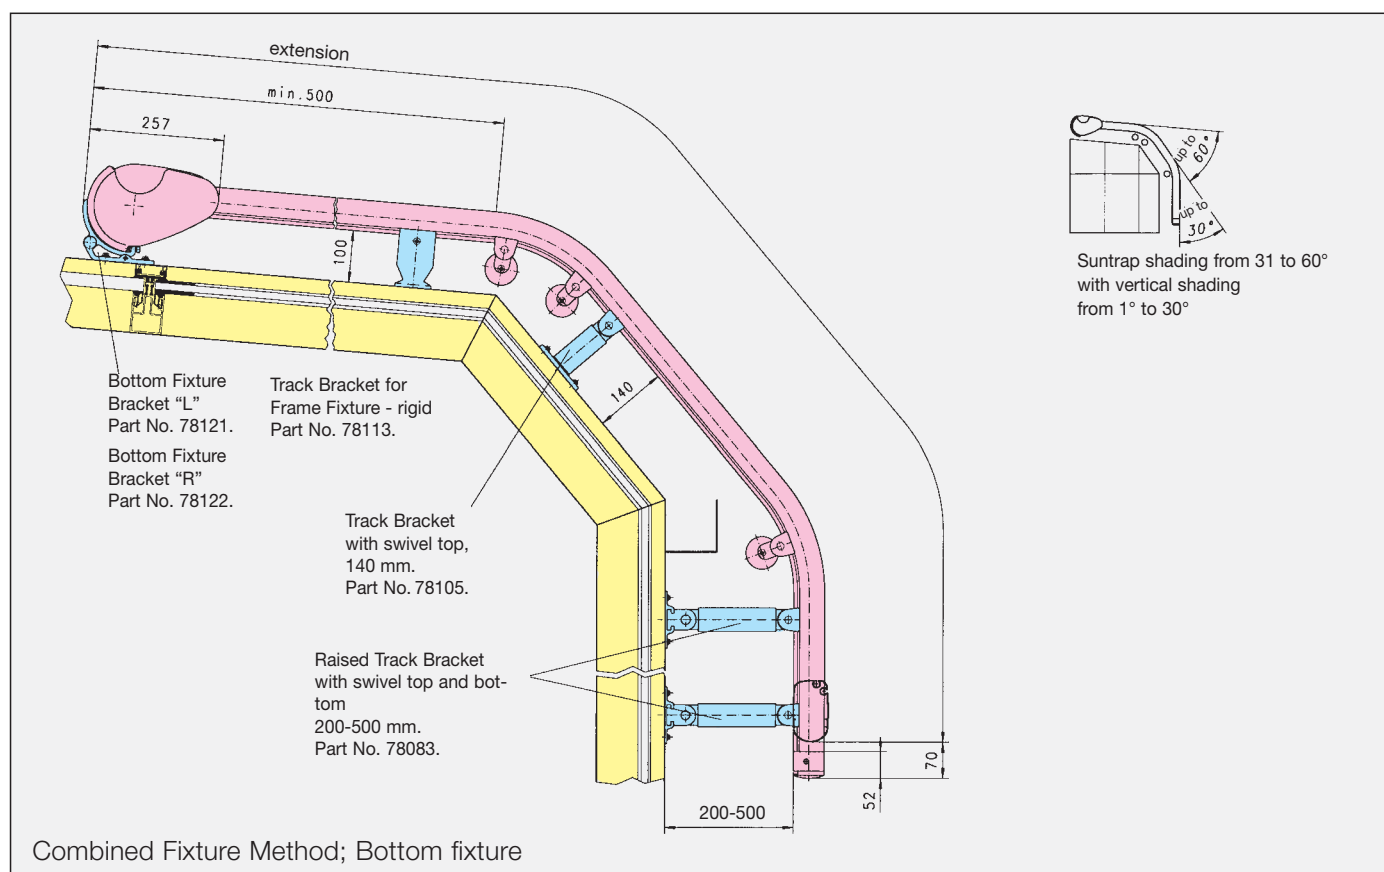 extension
min.500
257
100
140
up to
60°
up to
30°
Suntrap shading from 31 to 60°
with vertical shading
from 1° to 30°
Bottom Fixture
Bracket “L”
Part No. 78121.
Bottom Fixture
Bracket “R”
Part No. 78122.
Track Bracket for
Frame Fixture - rigid
Part No. 78113.
Track Bracket
with swivel top,
140 mm.
Part No. 78105.
Raised Track Bracket
with swivel top and bot-
tom
200-500 mm.
Part No. 78083.
70
52
200-500
Combined Fixture Method; Bottom fixture